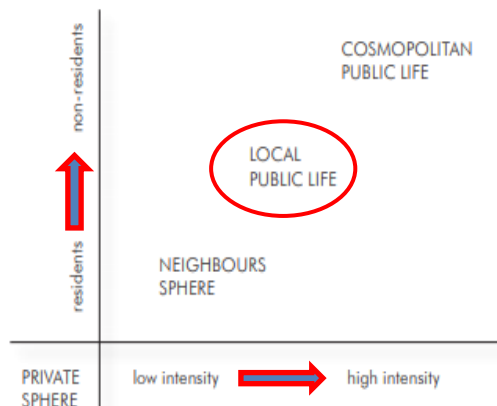 COSMOPOLITAN
PUBLIC LIFE
non-residents
LOCAL
PUBLIC LIFE
residents
NEIGHBOURS
SPHERE
PRIVATE
SPHERE
low intensity
high intensity